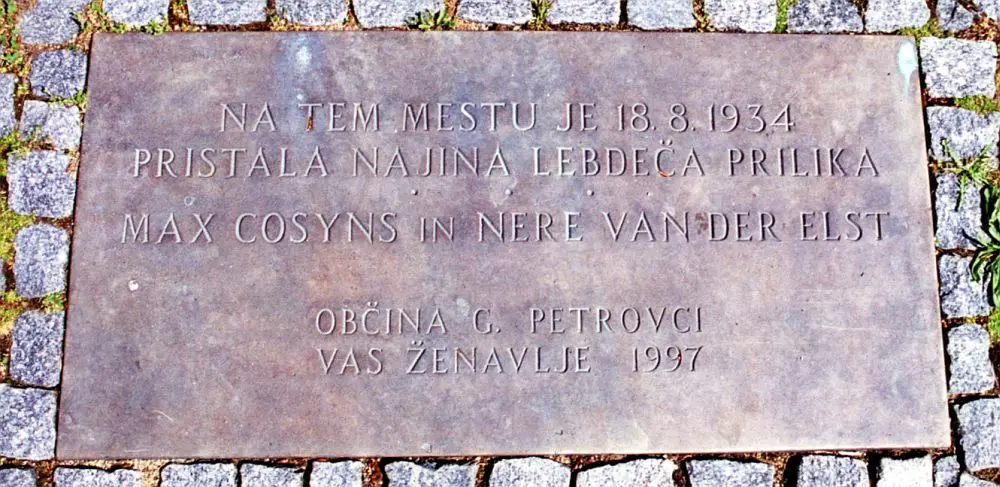 NA TEM MESTU JE 18. 8. 1934
PRISTALA NAJINA LEBDEČA PRILIKA
MAX COSYNS IN NERE VAN DER ELST
OBČINA G. PETROVCI
VAS ŽENAVLJE 1997